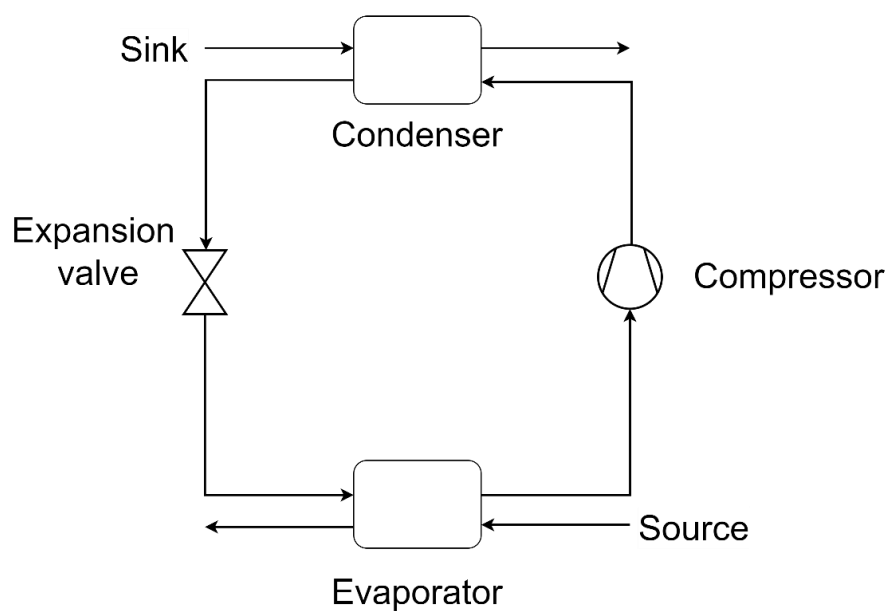 Sink
Condenser
Expansion
valve
Compressor
Source
Evaporator